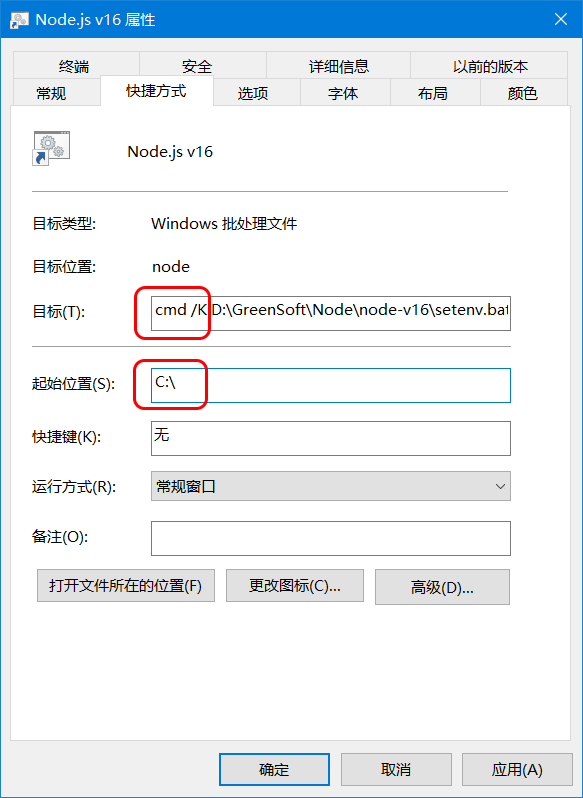 Node.js v16 属性
终端 安全 详细信息 以前的版本
常规 快捷方式 选项 字体 布局 颜色
Node.js v16
目标类型: Windows 批处理文件
目标位置: node
目标(T): cmd /K D:\GreenSoft\Node\node-v16\setenv.bat
起始位置(S): C:\
快捷键(K): 无
运行方式(R): 常规窗口
备注(O):
打开文件所在的位置(F) 更改图标(C)... 高级(D)...
确定 取消 应用(A)